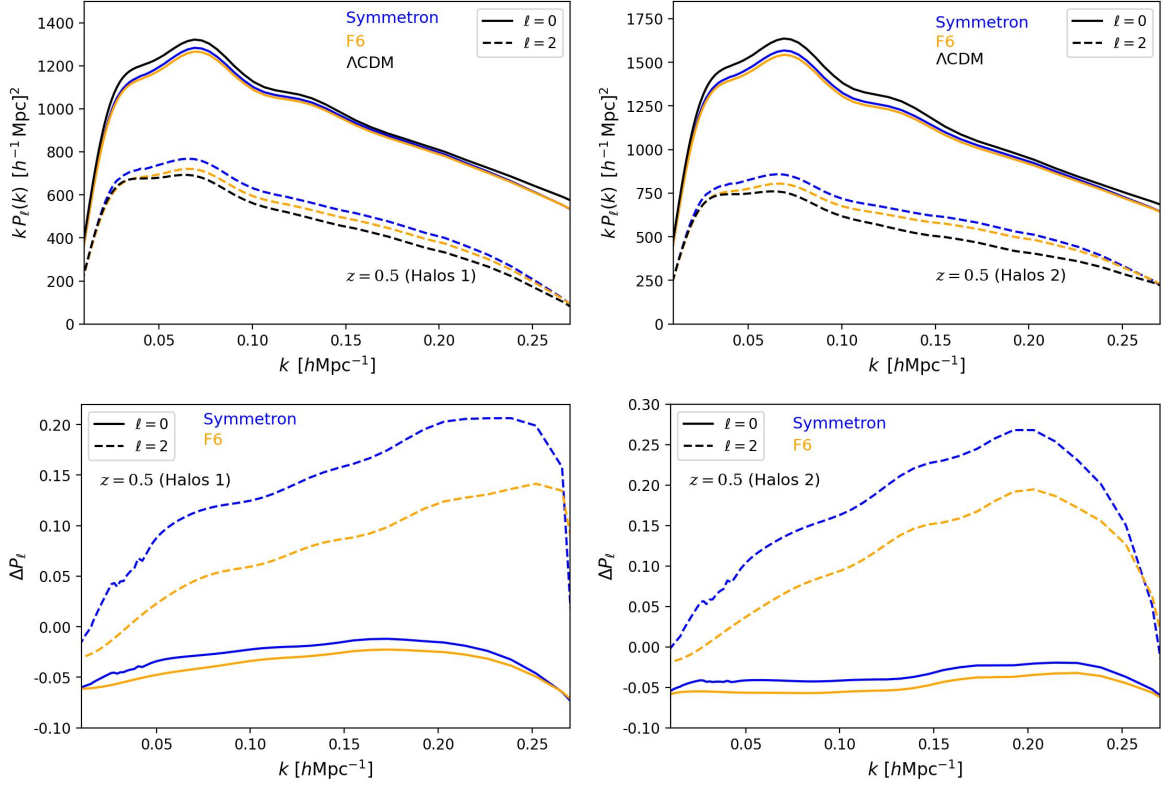 1400
1200
1000
800
600
400
200
0
k P_ℓ(k) [h⁻¹ Mpc]²
Symmetron
F6
ΛCDM
ℓ = 0
ℓ = 2
z = 0.5 (Halos 1)
0.05 0.10 0.15 0.20 0.25
k [hMpc⁻¹]
1750
1500
1250
1000
750
500
250
0
k P_ℓ(k) [h⁻¹ Mpc]²
Symmetron
F6
ΛCDM
ℓ = 0
ℓ = 2
z = 0.5 (Halos 2)
0.05 0.10 0.15 0.20 0.25
k [hMpc⁻¹]
0.20
0.15
0.10
0.05
0.00
-0.05
-0.10
ΔP_ℓ
ℓ = 0
ℓ = 2
Symmetron
F6
z = 0.5 (Halos 1)
0.05 0.10 0.15 0.20 0.25
k [hMpc⁻¹]
0.30
0.25
0.20
0.15
0.10
0.05
0.00
-0.05
-0.10
ΔP_ℓ
ℓ = 0
ℓ = 2
Symmetron
F6
z = 0.5 (Halos 2)
0.05 0.10 0.15 0.20 0.25
k [hMpc⁻¹]